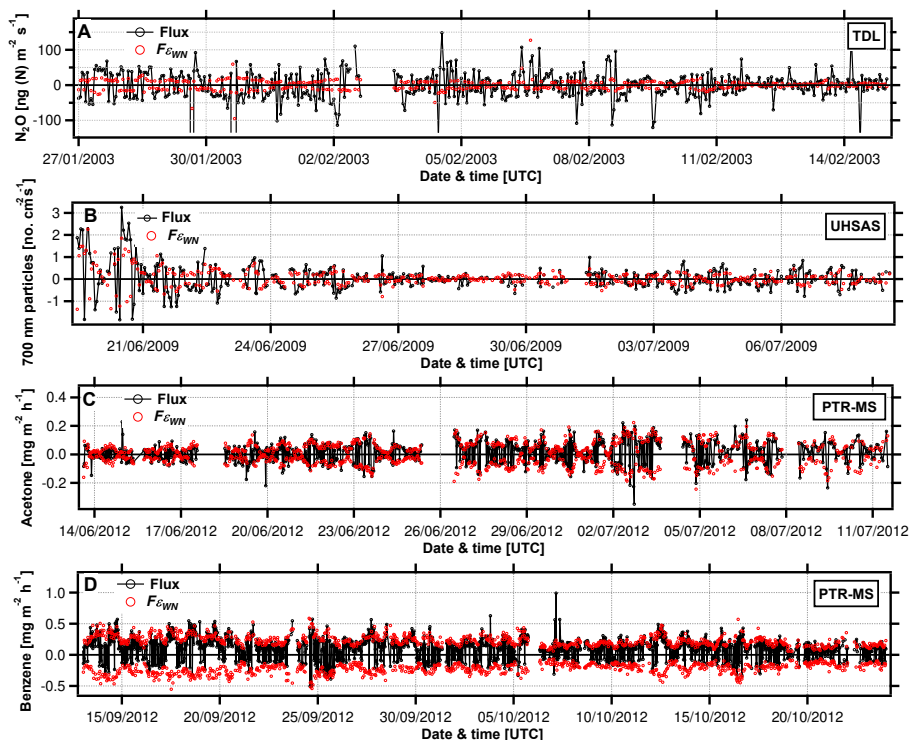 A
Flux
FεWN
TDL
N2O [ng (N) m-2 s-1]
100
0
-100
27/01/2003 30/01/2003 02/02/2003 05/02/2003 08/02/2003 11/02/2003 14/02/2003
Date & time [UTC]
B
Flux
FεWN
UHSAS
700 nm particles [no. cm-2s-1]
3
2
1
0
-1
21/06/2009 24/06/2009 27/06/2009 30/06/2009 03/07/2009 06/07/2009
Date & time [UTC]
C
Flux
FεWN
PTR-MS
Acetone [mg m-2 h-1]
0.4
0.2
0.0
-0.2
14/06/2012 17/06/2012 20/06/2012 23/06/2012 26/06/2012 29/06/2012 02/07/2012 05/07/2012 08/07/2012 11/07/2012
Date & time [UTC]
D
Flux
FεWN
PTR-MS
Benzene [mg m-2 h-1]
1.0
0.5
0.0
-0.5
15/09/2012 20/09/2012 25/09/2012 30/09/2012 05/10/2012 10/10/2012 15/10/2012 20/10/2012
Date & time [UTC]